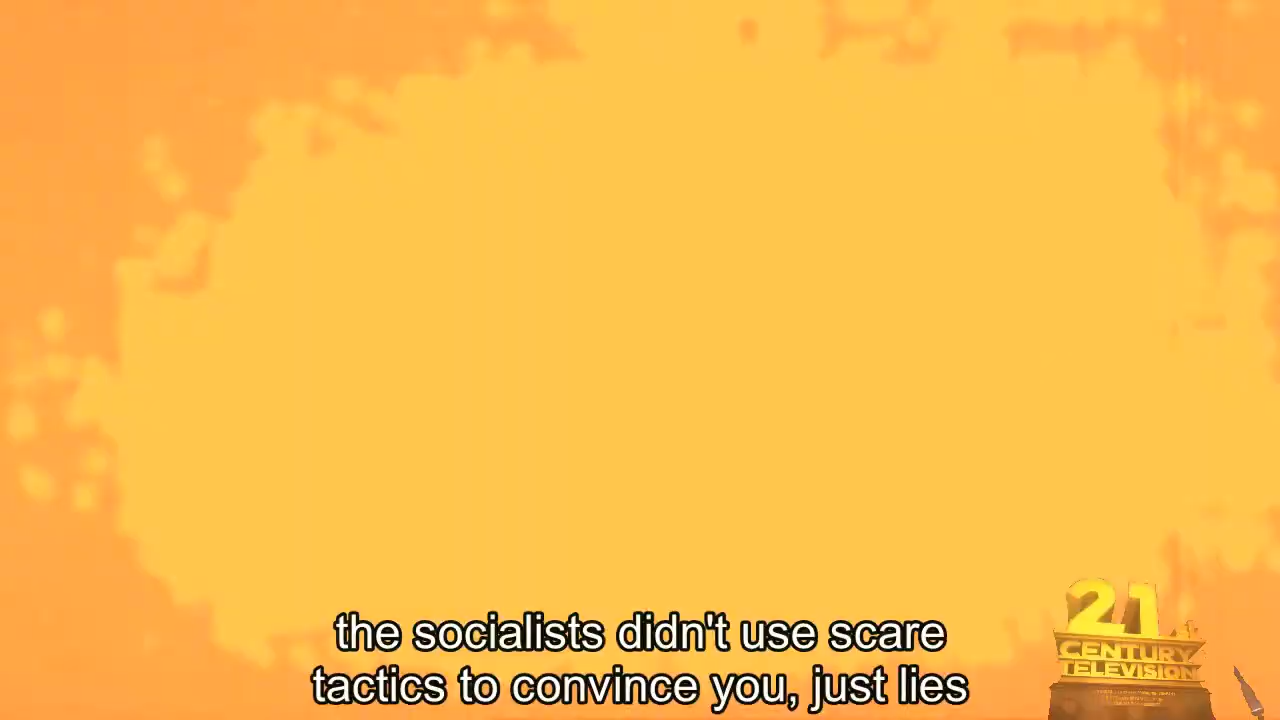 the socialists didn't use scare
tactics to convince you, just lies
21
CENTURY
TELEVISION